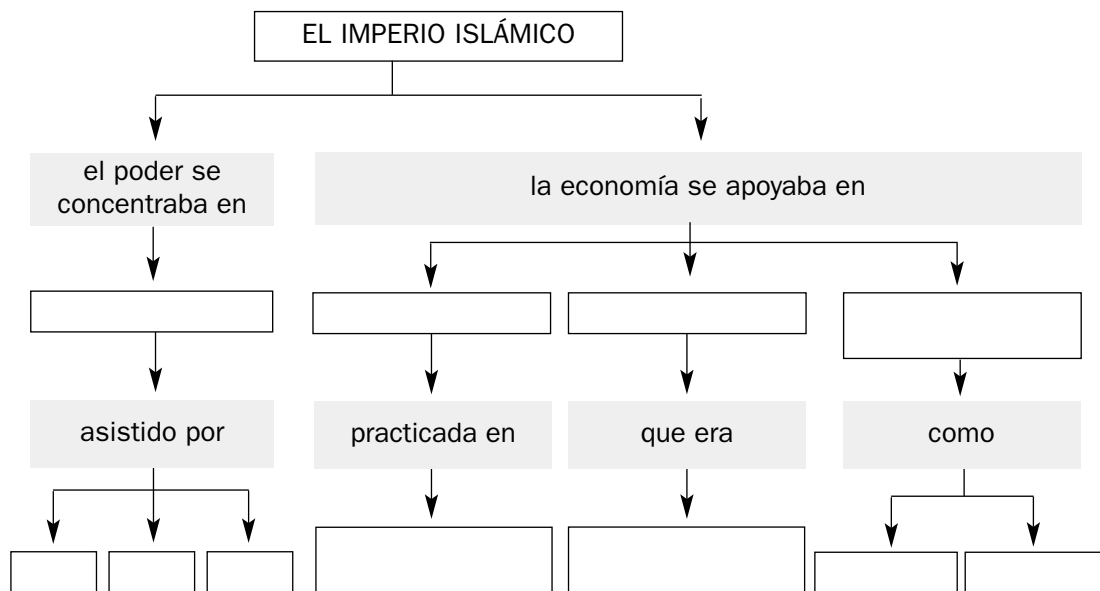 EL IMPERIO ISLÁMICO
el poder se
concentraba en
la economía se apoyaba en
asistido por
practicada en
que era
como